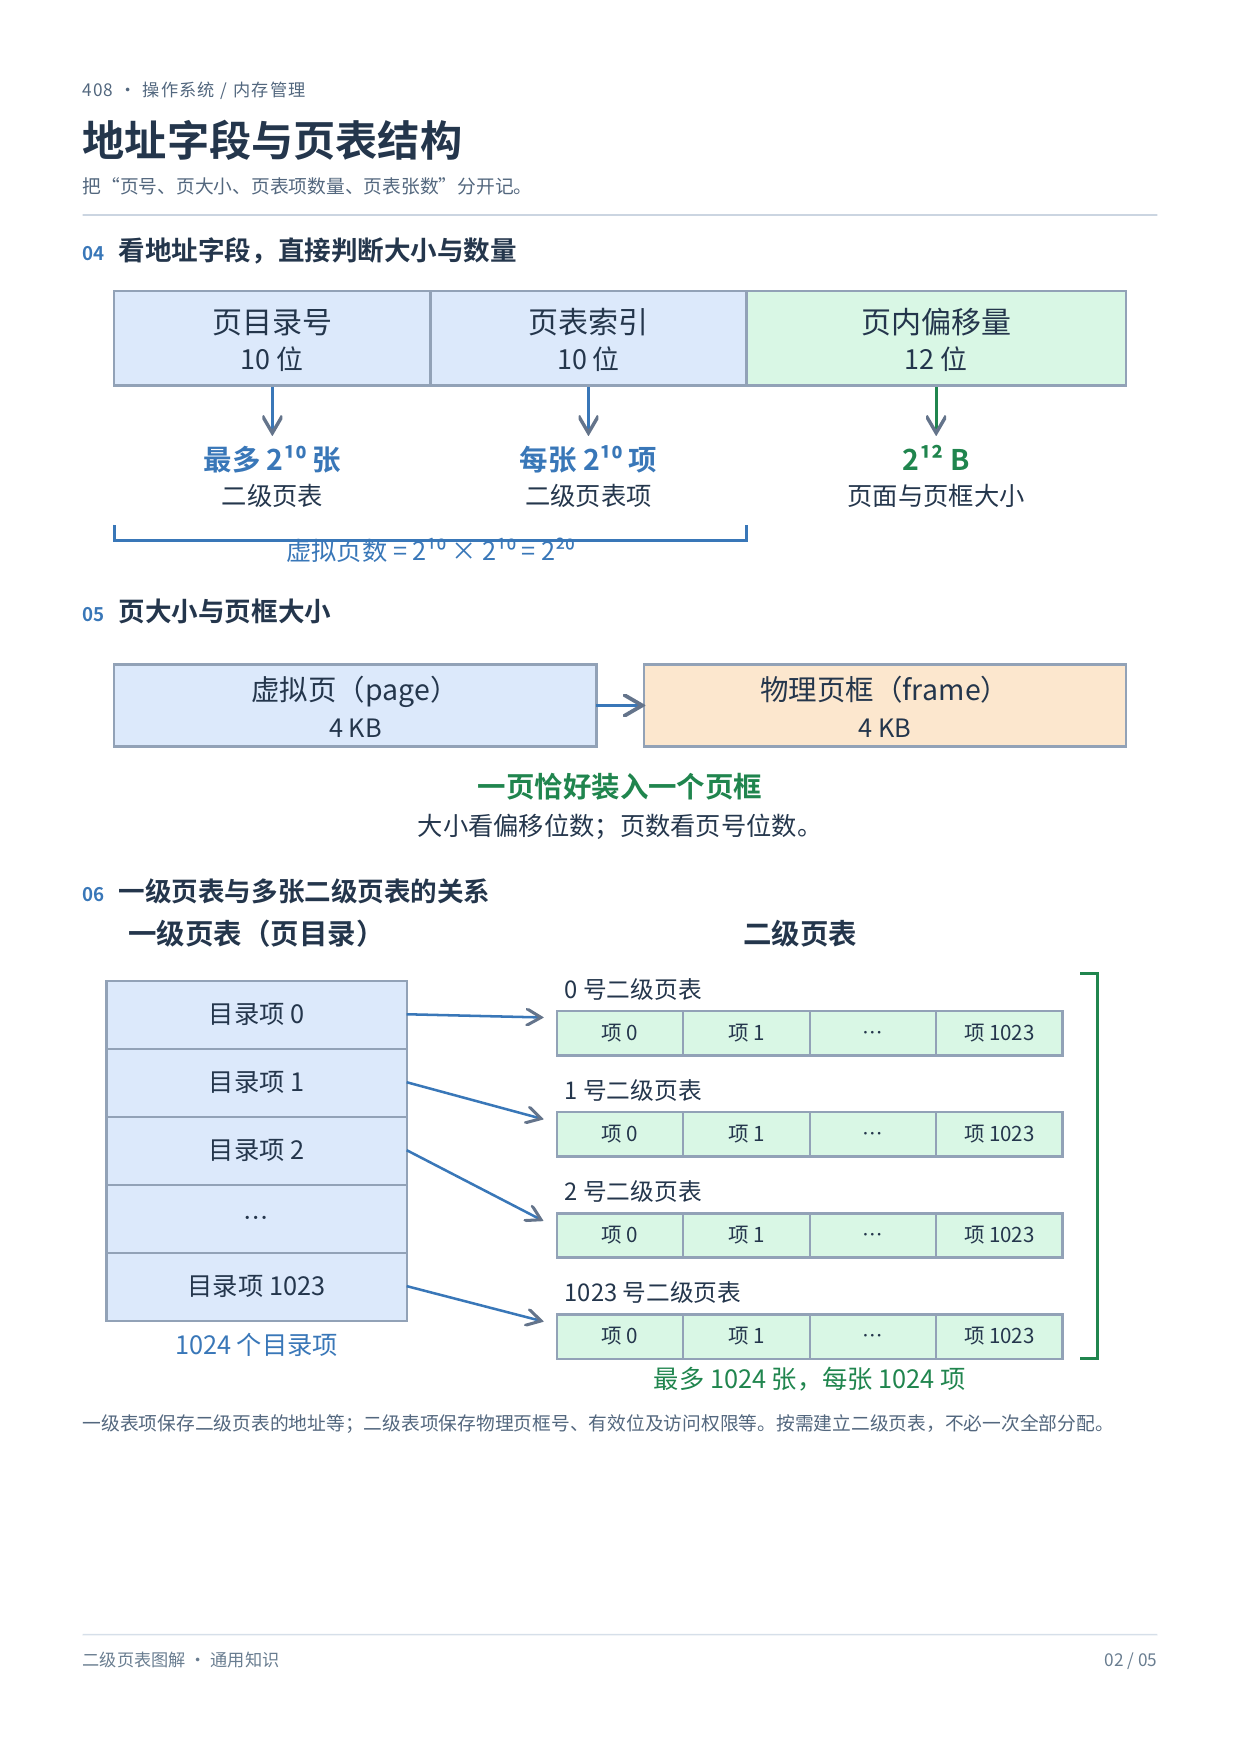 408 · 操作系统 / 内存管理
地址字段与页表结构
把“页号、页大小、页表项数量、页表张数”分开记。
04 看地址字段，直接判断大小与数量
页目录号 页表索引 页内偏移量
10 位 10 位 12 位
最多 2¹⁰ 张 每张 2¹⁰ 项 2¹² B
二级页表 二级页表项 页面与页框大小
虚拟页数 = 2¹⁰ × 2¹⁰ = 2²⁰
05 页大小与页框大小
虚拟页（page） 物理页框（frame）
4 KB 4 KB
一页恰好装入一个页框
大小看偏移位数；页数看页号位数。
06 一级页表与多张二级页表的关系
一级页表（页目录） 二级页表
目录项 0
目录项 1
目录项 2
…
目录项 1023
1024 个目录项
0 号二级页表
项 0 项 1 … 项 1023
1 号二级页表
项 0 项 1 … 项 1023
2 号二级页表
项 0 项 1 … 项 1023
1023 号二级页表
项 0 项 1 … 项 1023
最多 1024 张，每张 1024 项
一级表项保存二级页表的地址等；二级表项保存物理页框号、有效位及访问权限等。按需建立二级页表，不必一次全部分配。
二级页表图解 · 通用知识 02 / 05